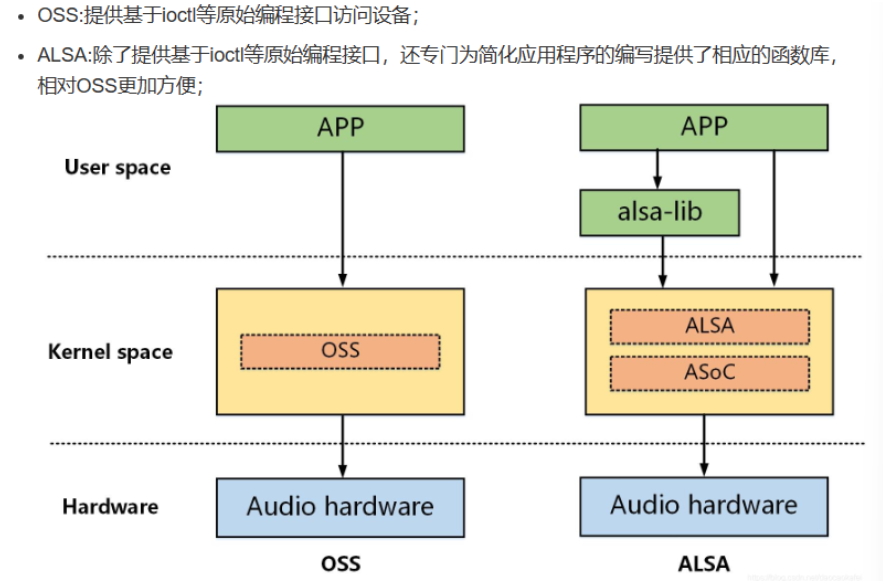 OSS:提供基于ioctl等原始编程接口访问设备；
ALSA:除了提供基于ioctl等原始编程接口，还专门为简化应用程序的编写提供了相应的函数库，
相对OSS更加方便；
APP
APP
User space
alsa-lib
Kernel space
OSS
ALSA
ASoC
Hardware
Audio hardware
Audio hardware
OSS
ALSA